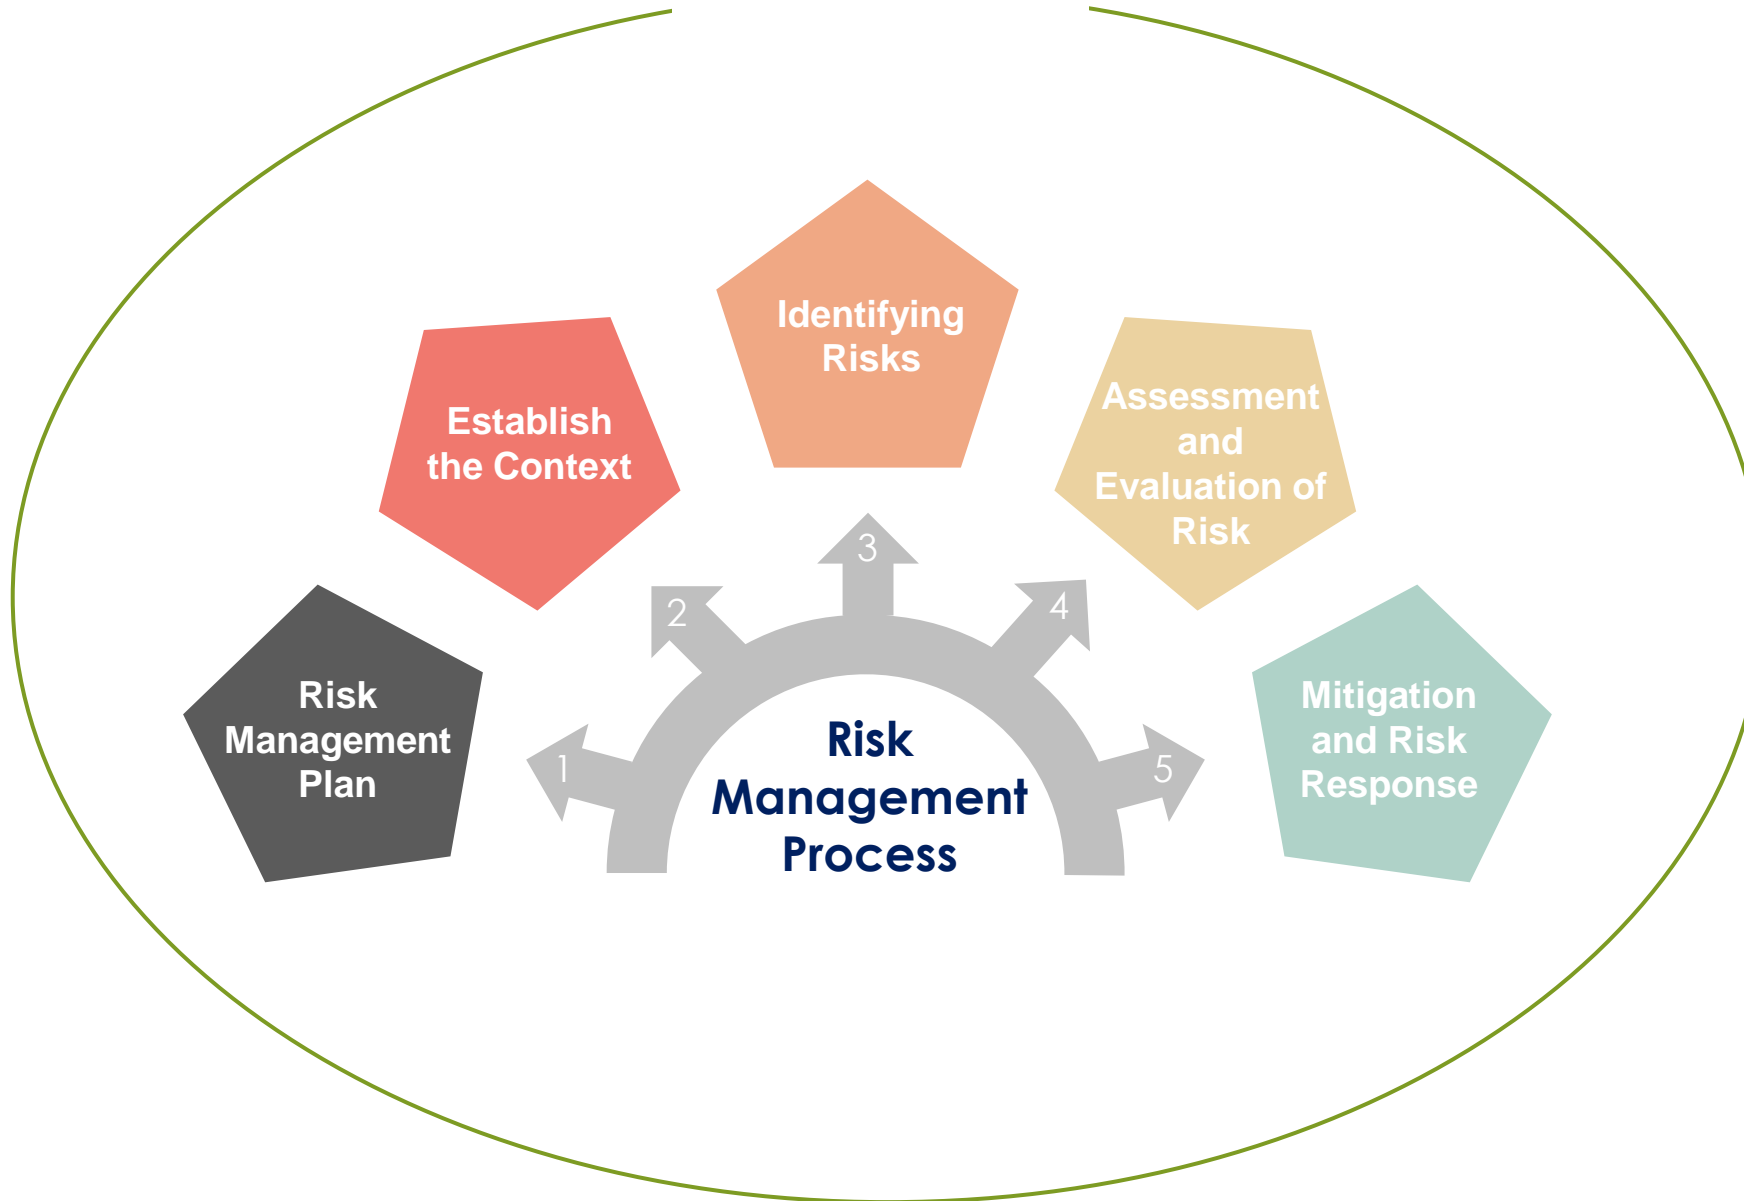 Identifying
Risks
Establish
the Context
Assessment
and
Evaluation of
Risk
Risk
Management
Plan
Mitigation
and Risk
Response
1
2
3
4
5
Risk
Management
Process